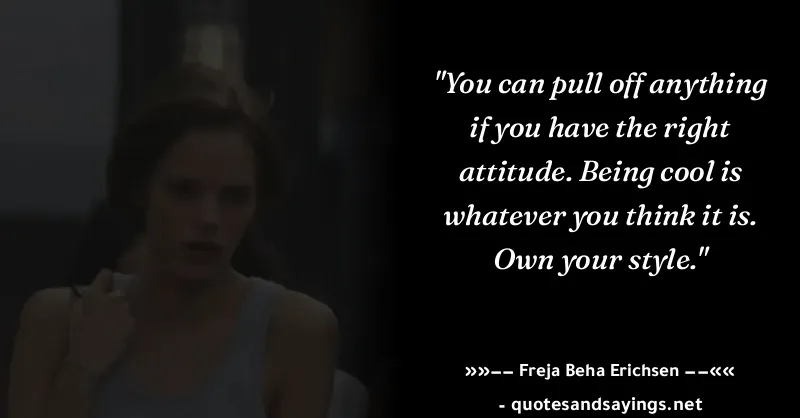 "You can pull off anything
if you have the right
attitude. Being cool is
whatever you think it is.
Own your style."
»»–– Freja Beha Erichsen ––««
- quotesandsayings.net